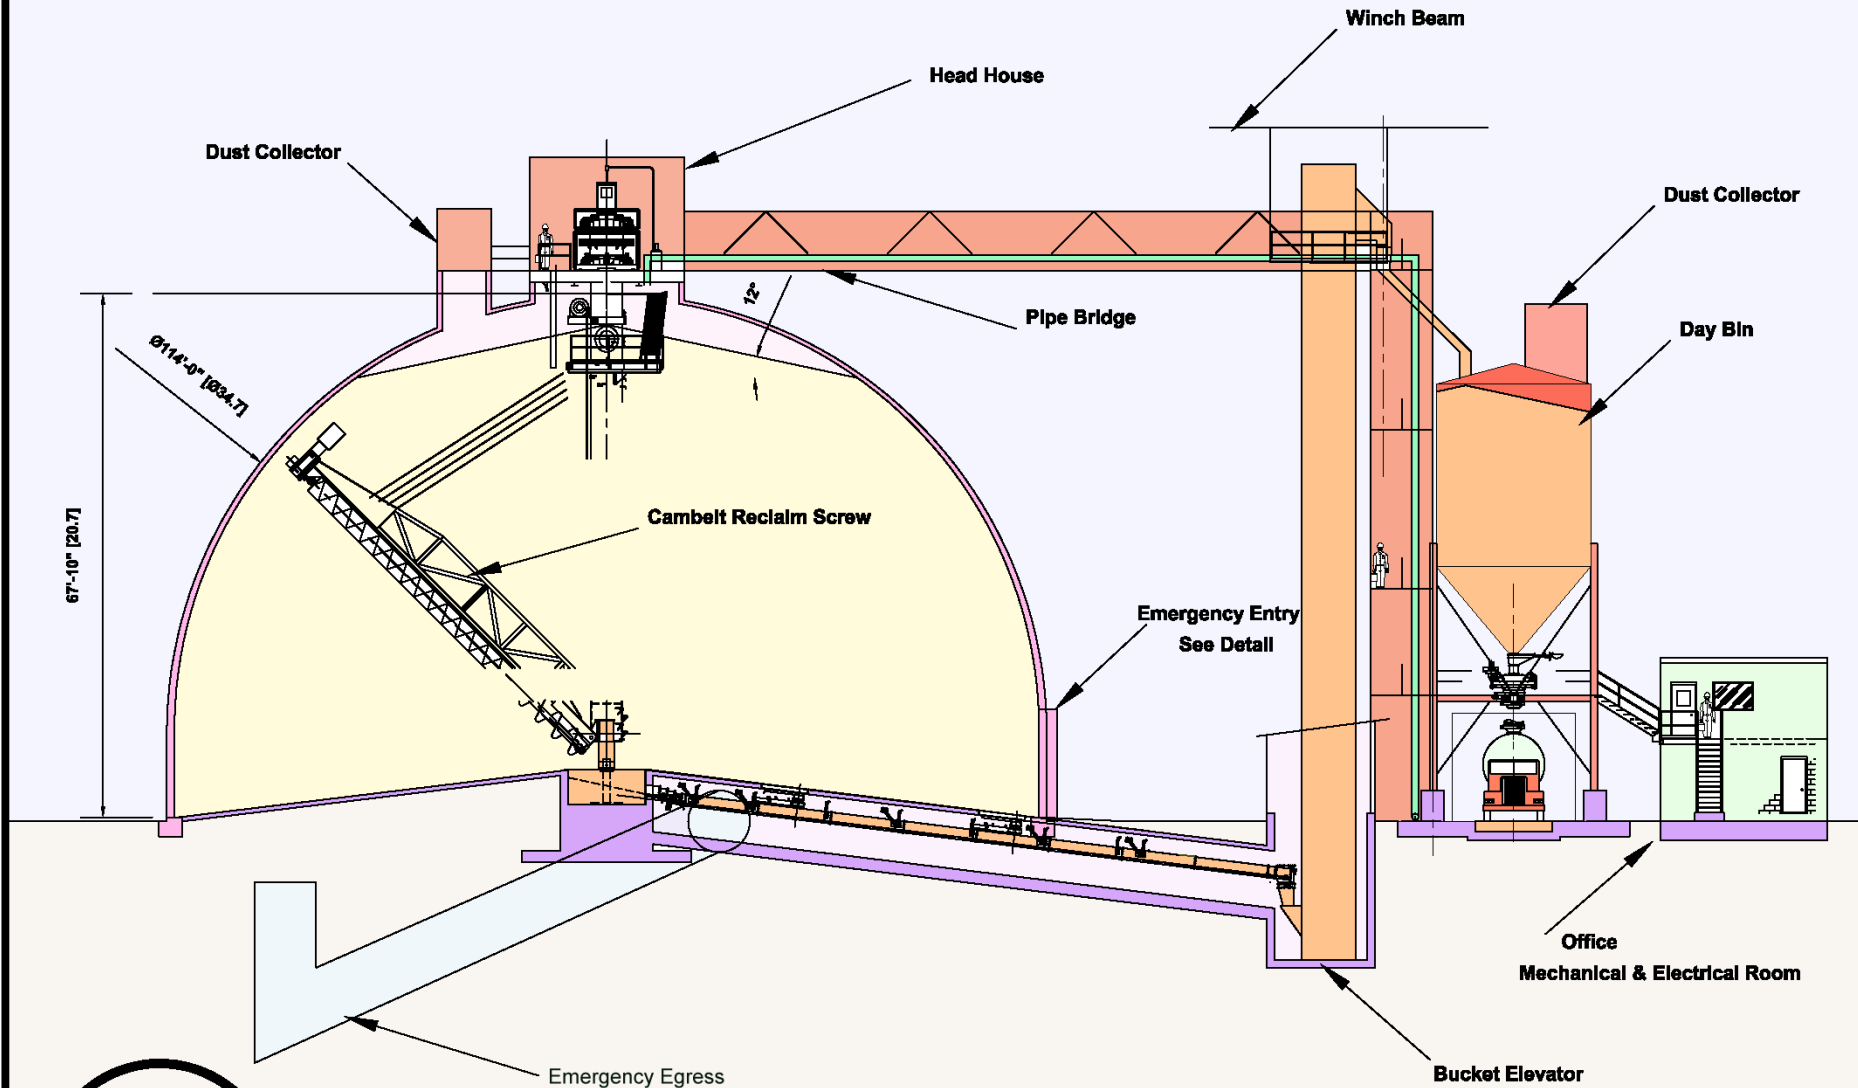 Winch Beam
Head House
Dust Collector
Dust Collector
12°
Pipe Bridge
Day Bin
Ø114'-0" [Ø34.7]
67'-10" [20.7]
Cambelt Reclaim Screw
Emergency Entry
See Detail
Office
Mechanical & Electrical Room
Emergency Egress
Bucket Elevator